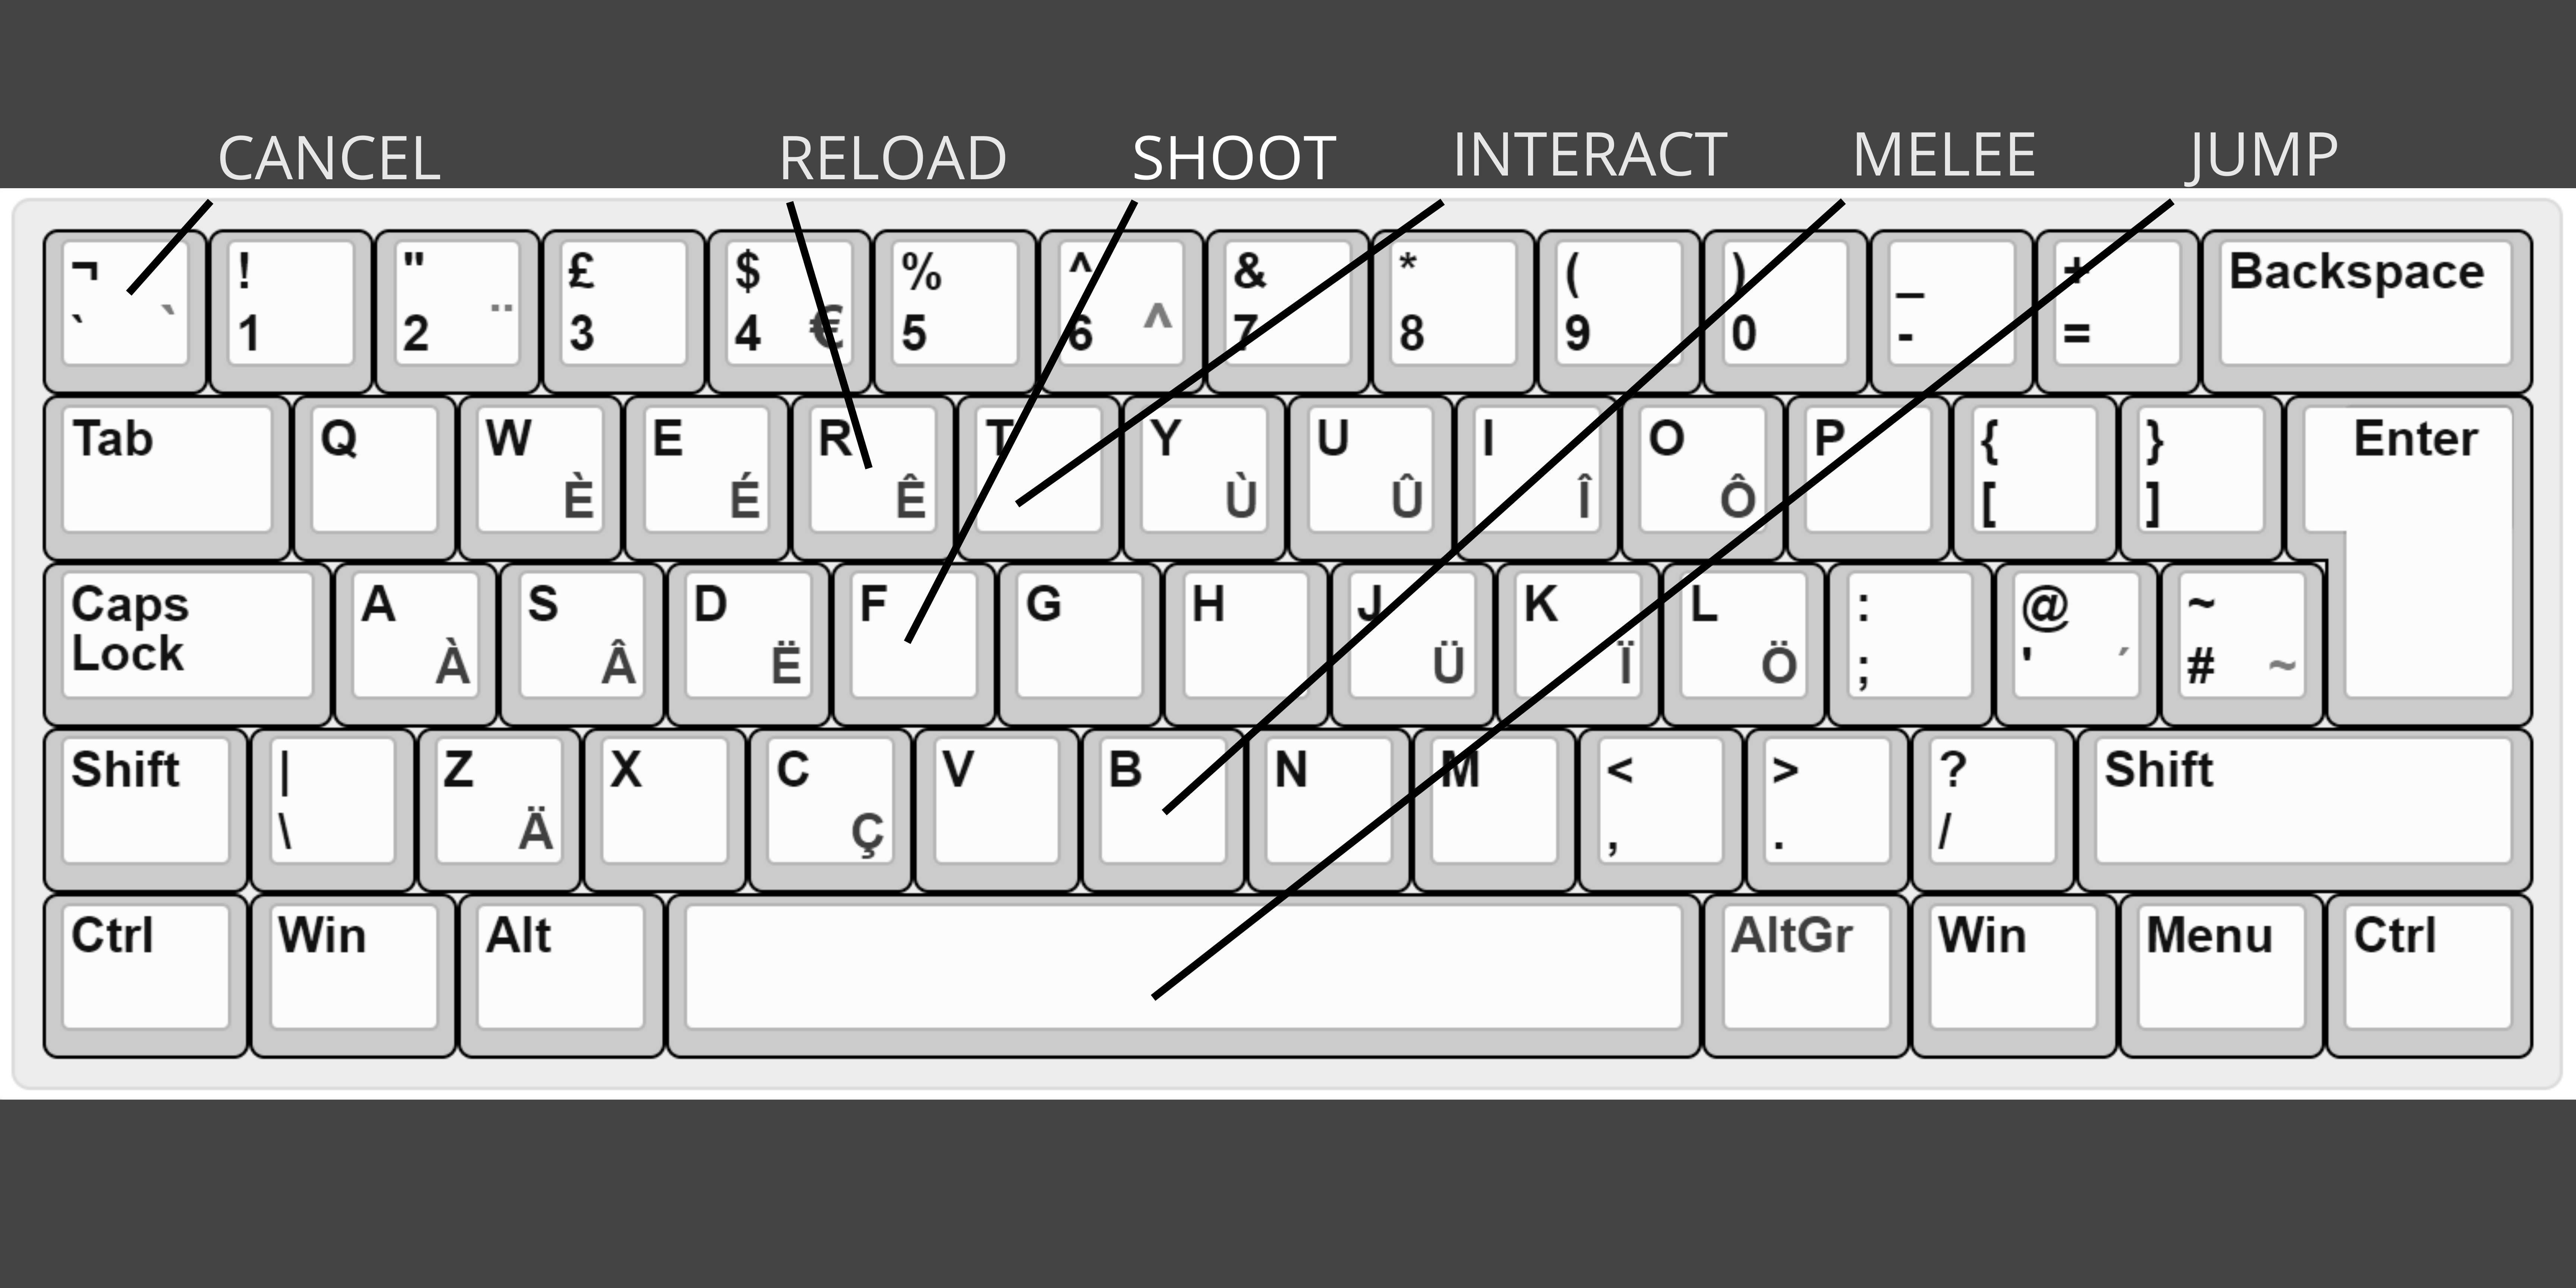 CANCEL RELOAD SHOOT INTERACT MELEE JUMP
¬ ! " £ $ % ^ & * ( ) _ + Backspace
` ` 1 2 ¨ 3 4 € 5 6 ^ 7 8 9 0 - =
Tab Q W E R T Y U I O P { } Enter
È É Ê Ù Û Î Ô [ ]
Caps A S D F G H J K L : @ ~
Lock À Â Ë Ü Ï Ö ; ' ´ # ~
Shift | Z X C V B N M < > ? Shift
\ Ä Ç , . /
Ctrl Win Alt AltGr Win Menu Ctrl